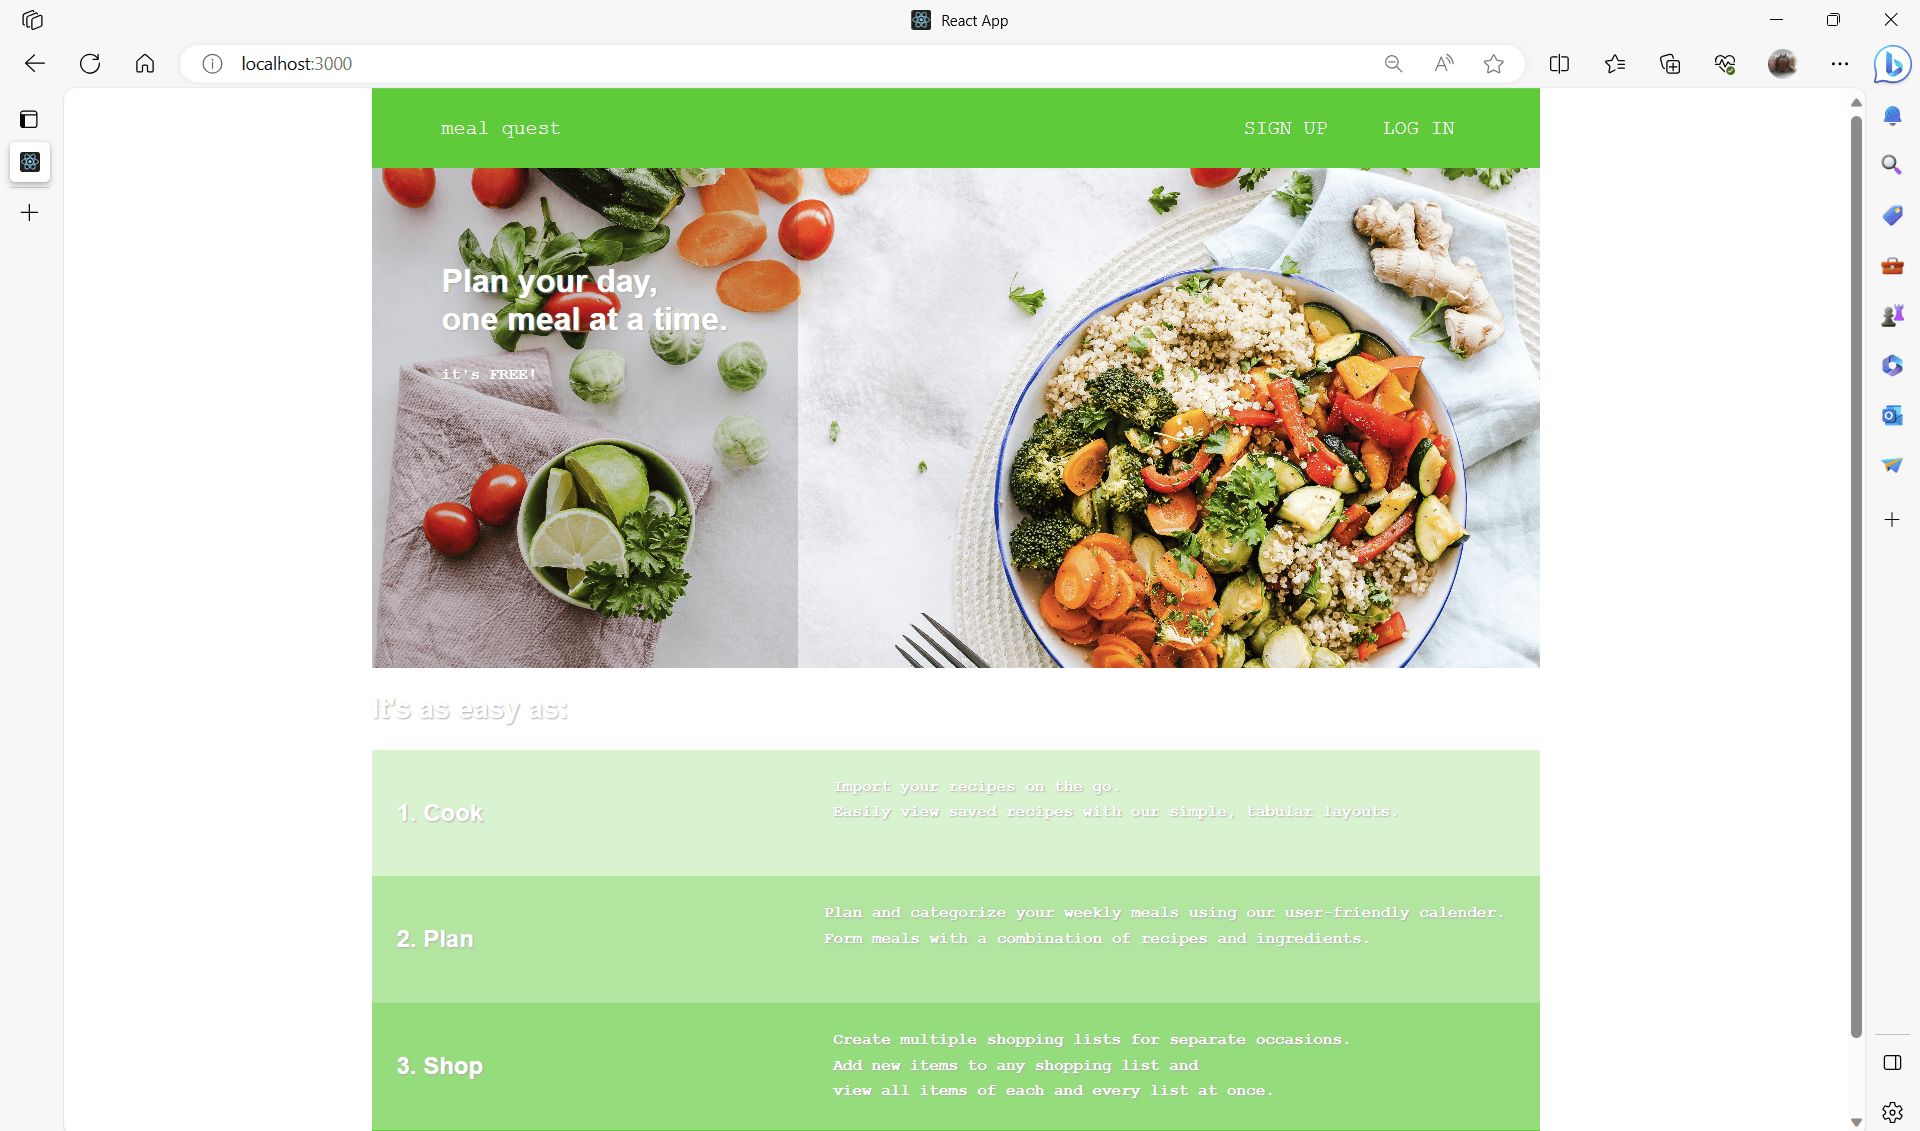 React App
localhost:3000
meal quest
SIGN UP
LOG IN
Plan your day,
one meal at a time.
it's FREE!
It's as easy as:
1. Cook
Import your recipes on the go.
Easily view saved recipes with our simple, tabular layouts.
2. Plan
Plan and categorize your weekly meals using our user-friendly calender.
Form meals with a combination of recipes and ingredients.
3. Shop
Create multiple shopping lists for separate occasions.
Add new items to any shopping list and
view all items of each and every list at once.